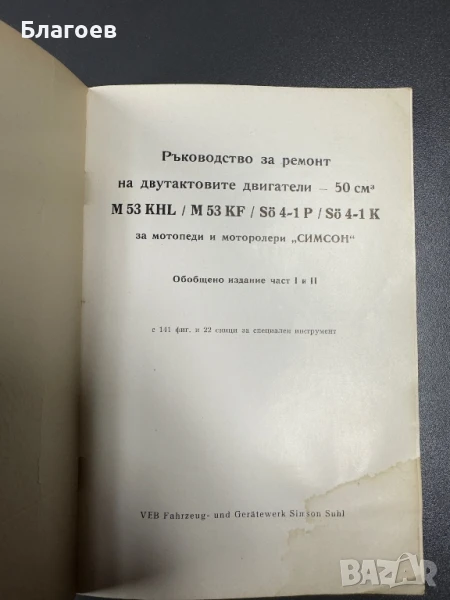 Благоев
Ръководство за ремонт
на двутактовите двигатели — 50 см³
M 53 KHL / M 53 KF / Sö 4-1 P / Sö 4-1 K
за мотопеди и моторолери „СИМСОН“
Обобщено издание част I и II
с 141 фиг. и 22 скици за специален инструмент
VEB Fahrzeug- und Gerätewerk Simson Suhl
BAZAR